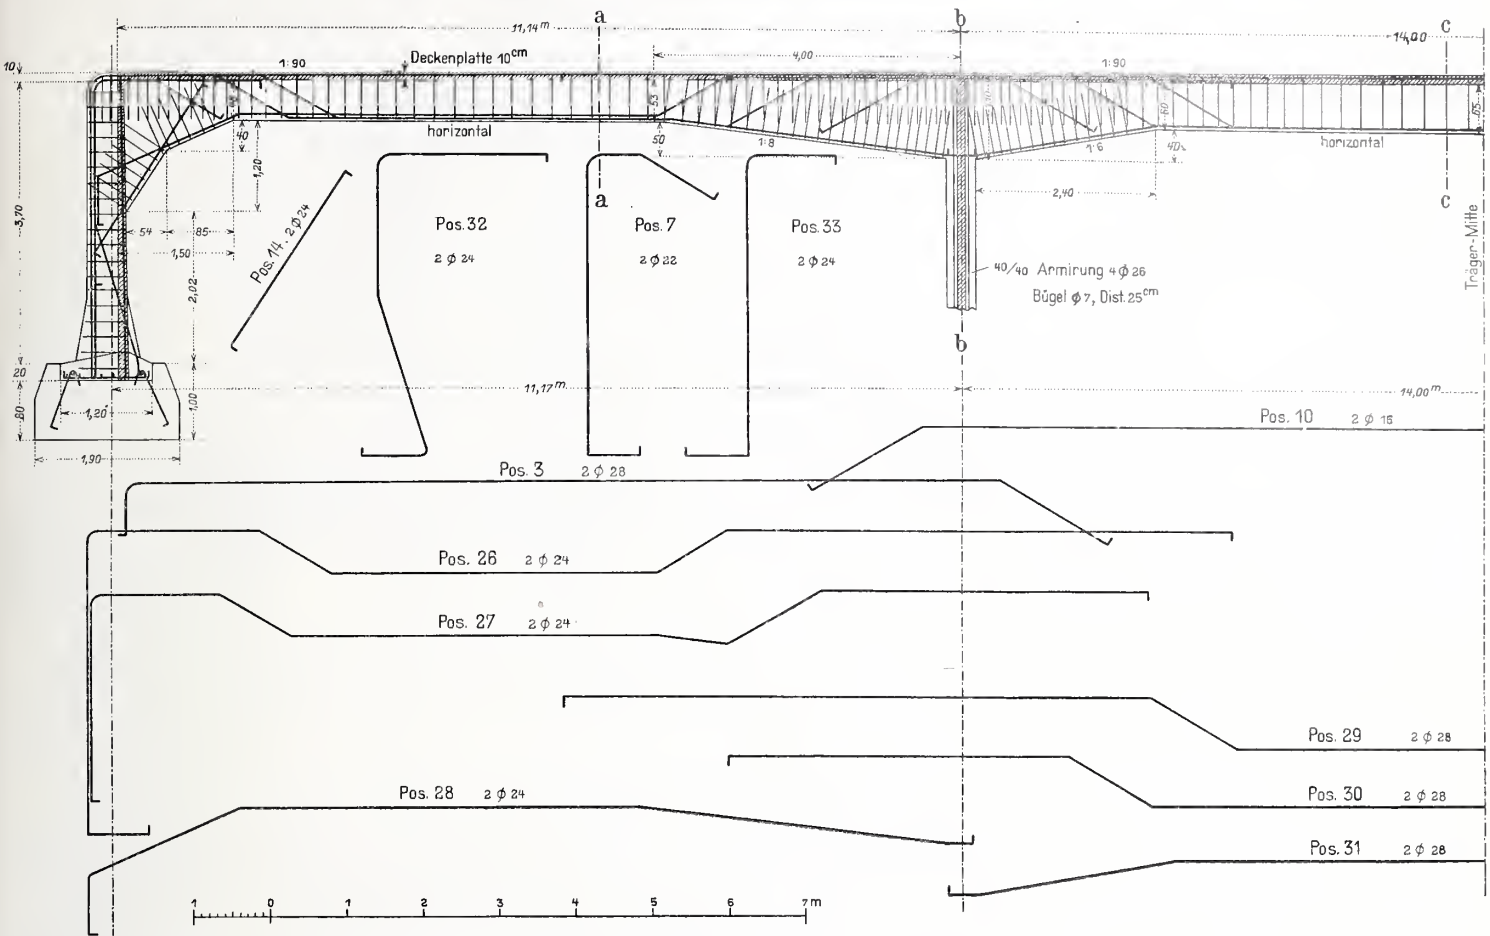 11,14ᵐ
a
b
14,00
c
4,00
10
1:90
Deckenplatte 10ᶜᵐ
1:90
53
60
65
horizontal
40
50
1:8
1:6
40
horizontal
3,70
1,20
a
2,40
c
54
85
1,50
2,02
Pos. 14. 2 ϕ 24
Pos. 32
2 ϕ 24
Pos. 7
2 ϕ 22
Pos. 33
2 ϕ 24
40/40 Armirung 4 ϕ 26
Bügel ϕ 7, Dist. 25ᶜᵐ
Träger-Mitte
b
20
80
1,20
1,00
11,17ᵐ
14,00ᵐ
1,90
Pos. 10 2 ϕ 16
Pos. 3 2 ϕ 28
Pos. 26 2 ϕ 24
Pos. 27 2 ϕ 24
Pos. 29 2 ϕ 28
Pos. 28 2 ϕ 24
Pos. 30 2 ϕ 28
Pos. 31 2 ϕ 28
1 0 1 2 3 4 5 6 7 m